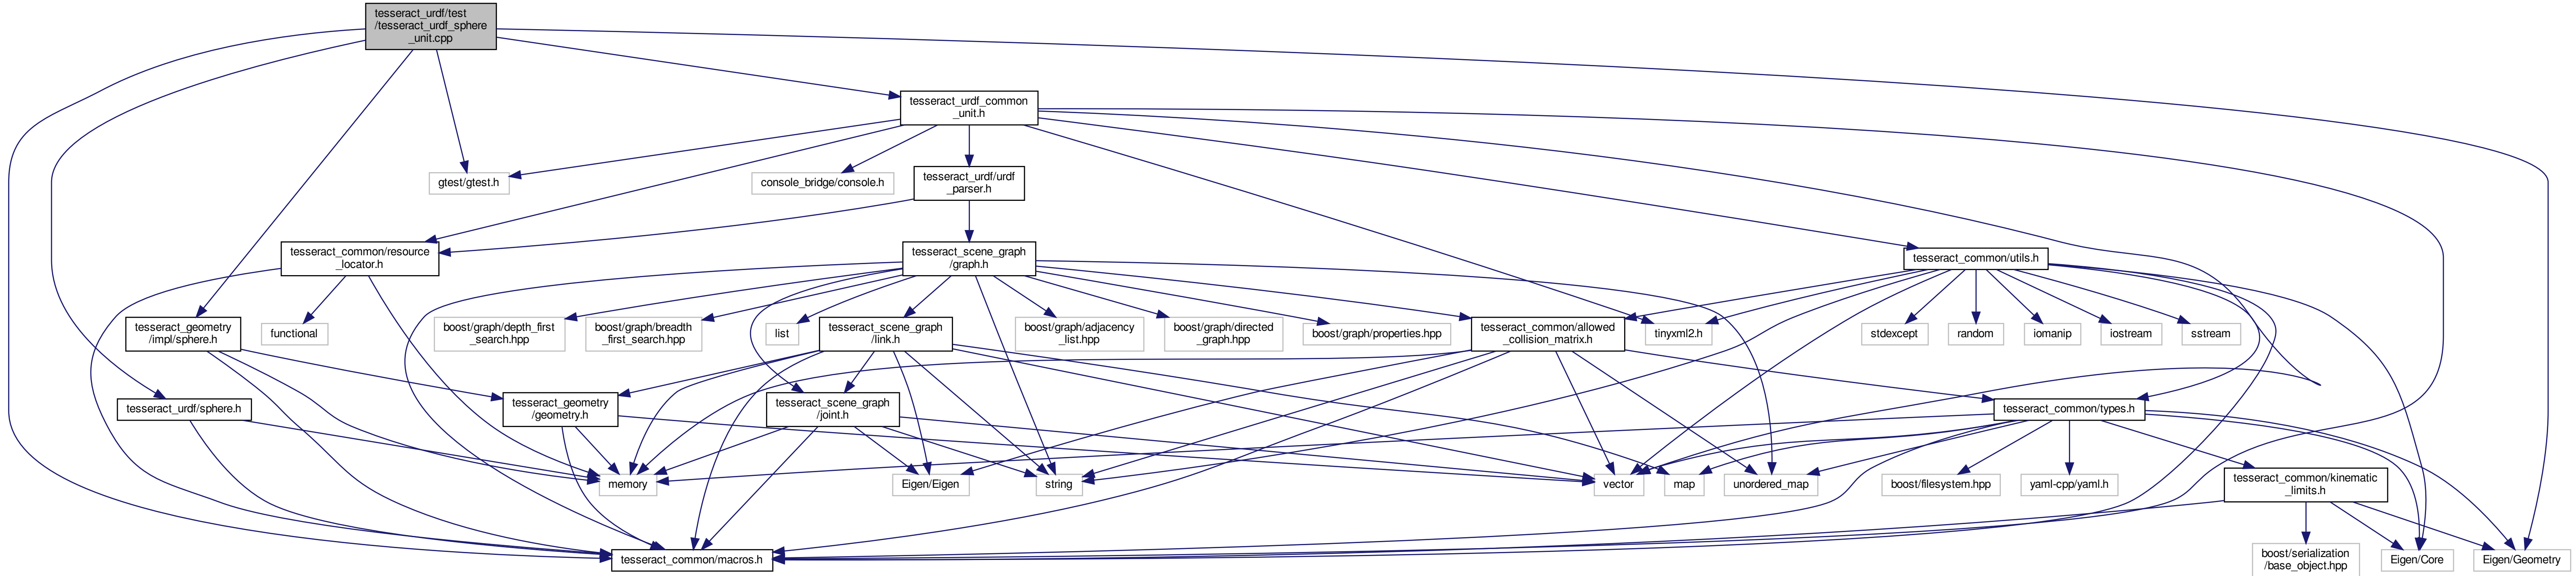 tesseract_urdf/test
/tesseract_urdf_sphere
_unit.cpp
tesseract_urdf_common
_unit.h
gtest/gtest.h
console_bridge/console.h
tesseract_urdf/urdf
_parser.h
tesseract_common/resource
_locator.h
tesseract_scene_graph
/graph.h
tesseract_common/utils.h
tesseract_geometry
/impl/sphere.h
functional
boost/graph/depth_first
_search.hpp
boost/graph/breadth
_first_search.hpp
list
tesseract_scene_graph
/link.h
boost/graph/adjacency
_list.hpp
boost/graph/directed
_graph.hpp
boost/graph/properties.hpp
tesseract_common/allowed
_collision_matrix.h
tinyxml2.h
stdexcept
random
iomanip
iostream
sstream
tesseract_urdf/sphere.h
tesseract_geometry
/geometry.h
tesseract_scene_graph
/joint.h
tesseract_common/types.h
memory
Eigen/Eigen
string
vector
map
unordered_map
boost/filesystem.hpp
yaml-cpp/yaml.h
tesseract_common/kinematic
_limits.h
tesseract_common/macros.h
boost/serialization
/base_object.hpp
Eigen/Core
Eigen/Geometry